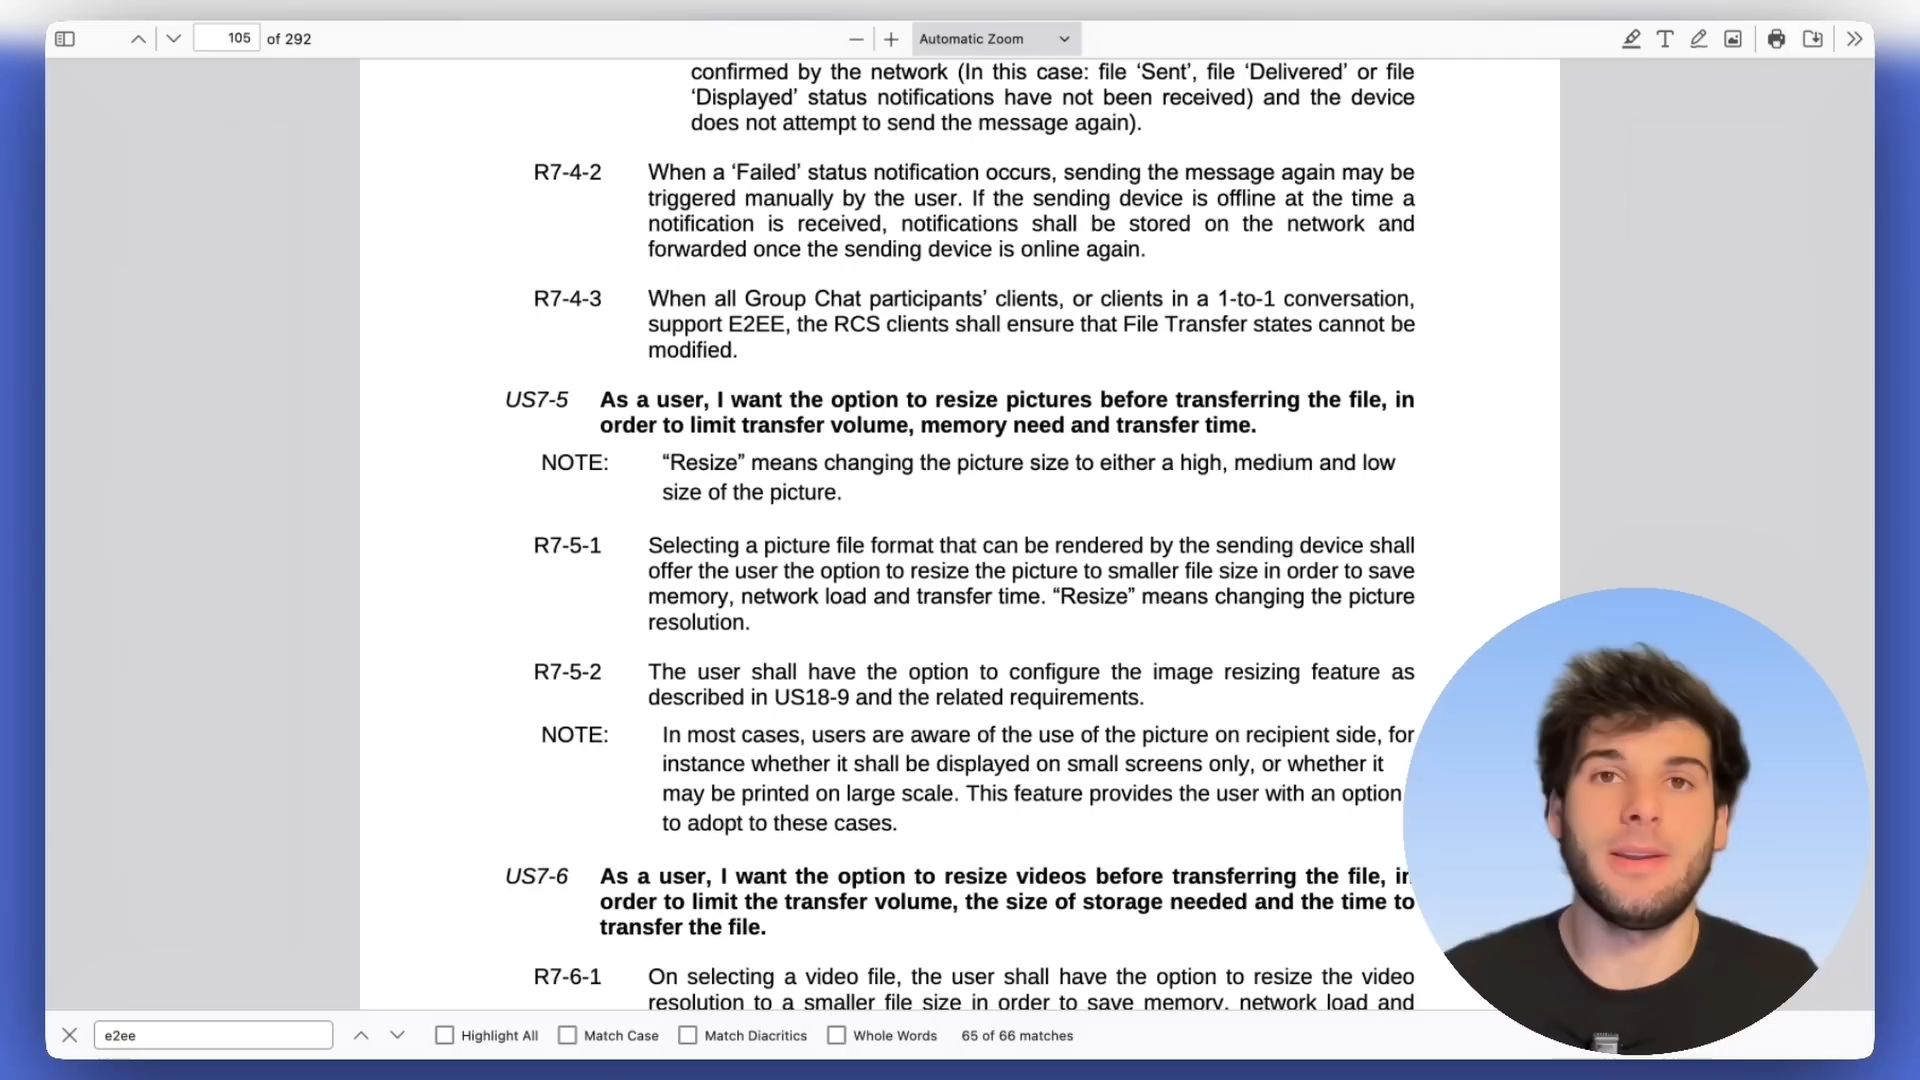 105 of 292
Automatic Zoom
confirmed by the network (In this case: file ‘Sent’, file ‘Delivered’ or file
‘Displayed’ status notifications have not been received) and the device
does not attempt to send the message again).
R7-4-2 When a ‘Failed’ status notification occurs, sending the message again may be
triggered manually by the user. If the sending device is offline at the time a
notification is received, notifications shall be stored on the network and
forwarded once the sending device is online again.
R7-4-3 When all Group Chat participants’ clients, or clients in a 1-to-1 conversation,
support E2EE, the RCS clients shall ensure that File Transfer states cannot be
modified.
US7-5 As a user, I want the option to resize pictures before transferring the file, in
order to limit transfer volume, memory need and transfer time.
NOTE: “Resize” means changing the picture size to either a high, medium and low
size of the picture.
R7-5-1 Selecting a picture file format that can be rendered by the sending device shall
offer the user the option to resize the picture to smaller file size in order to save
memory, network load and transfer time. “Resize” means changing the picture
resolution.
R7-5-2 The user shall have the option to configure the image resizing feature as
described in US18-9 and the related requirements.
NOTE: In most cases, users are aware of the use of the picture on recipient side, for
instance whether it shall be displayed on small screens only, or whether it
may be printed on large scale. This feature provides the user with an option
to adopt to these cases.
US7-6 As a user, I want the option to resize videos before transferring the file, in
order to limit the transfer volume, the size of storage needed and the time to
transfer the file.
R7-6-1 On selecting a video file, the user shall have the option to resize the video
resolution to a smaller file size in order to save memory, network load and
e2ee Highlight All Match Case Match Diacritics Whole Words 65 of 66 matches